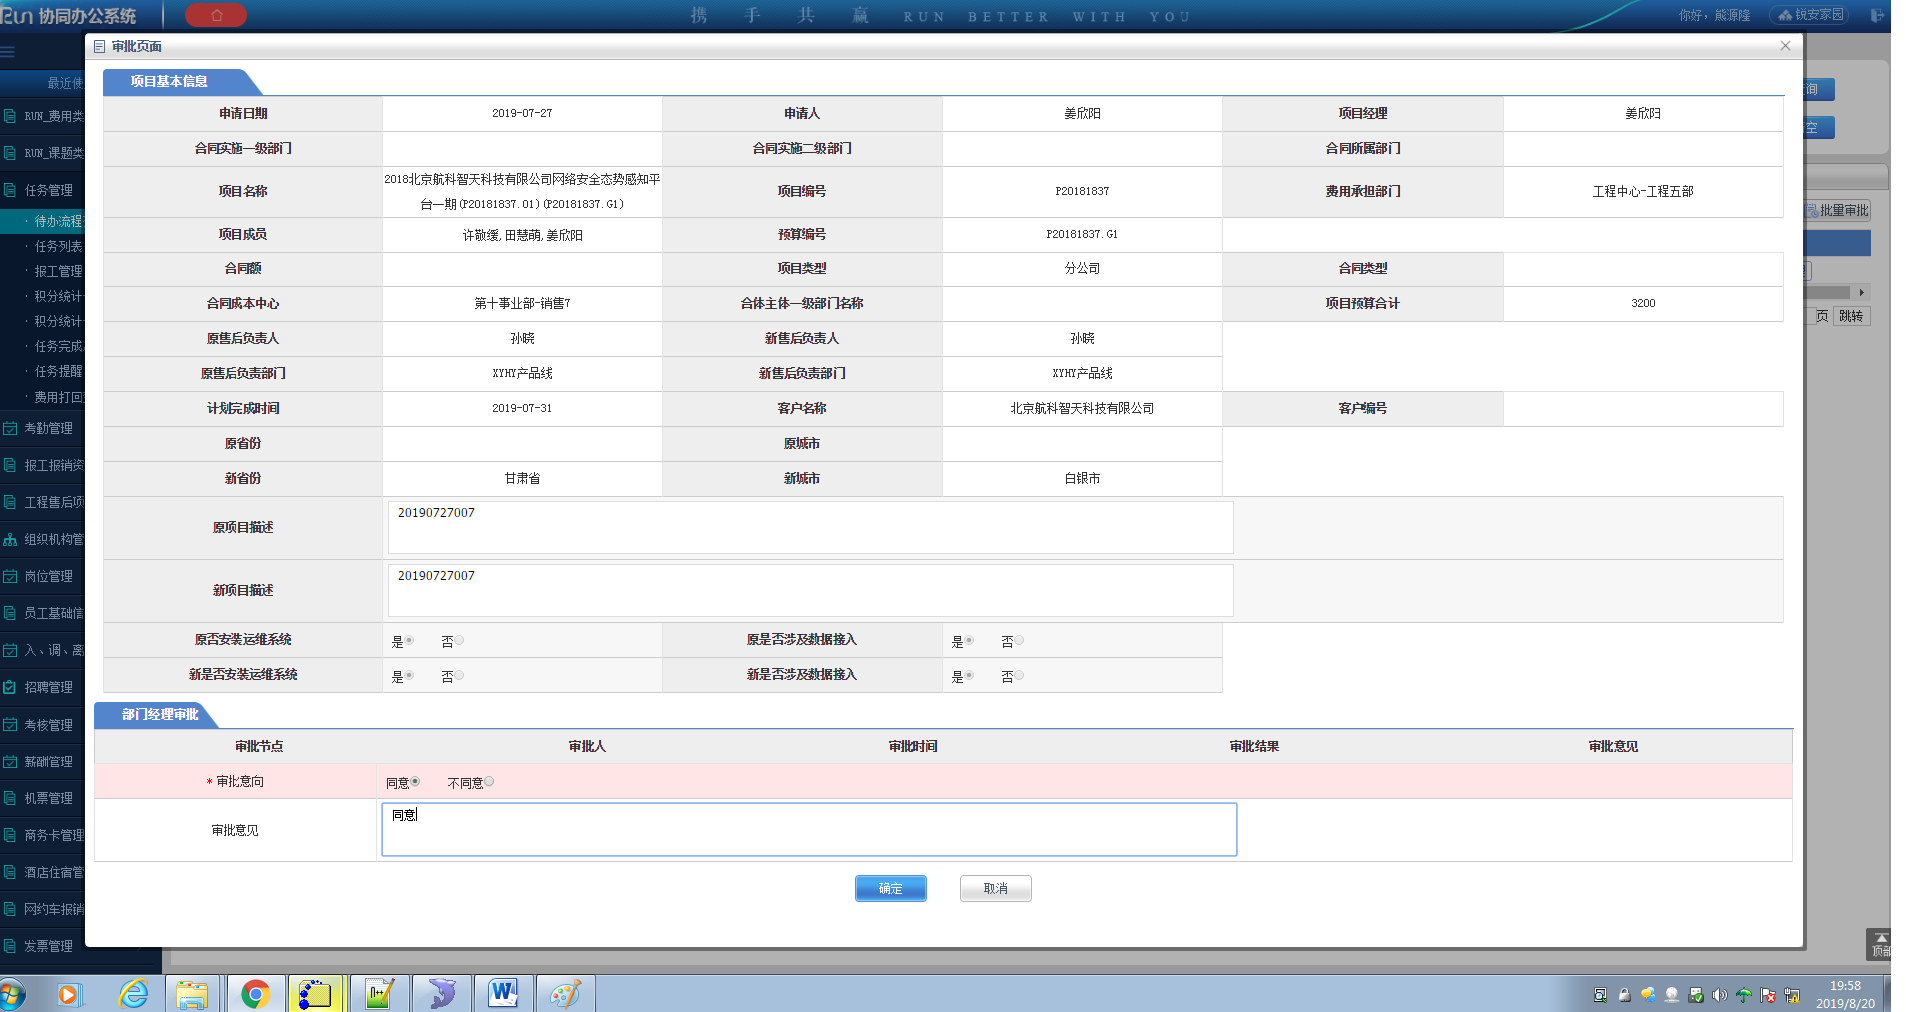 Run 协同办公系统
携 手 共 赢 RUN BETTER WITH YOU
你好，熊源隆
锐安家园
最近使
RUN_费用类
RUN_课题类
任务管理
· 待办流程
· 任务列表
· 报工管理
· 积分统计
· 积分统计
· 任务完成
· 任务提醒
· 费用打回
考勤管理
报工报销资
工程售后项
组织机构管
岗位管理
员工基础信
入、调、离
招聘管理
考核管理
薪酬管理
机票管理
商务卡管理
酒店住宿管
网约车报销
发票管理
审批页面
项目基本信息
申请日期 2019-07-27 申请人 姜欣阳 项目经理 姜欣阳
合同实施一级部门 合同实施二级部门 合同所属部门
项目名称 2018北京航科智天科技有限公司网络安全态势感知平
台一期(P20181837.01)(P20181837.G1)
项目编号 P20181837 费用承担部门 工程中心-工程五部
项目成员 许敬缓,田慧萌,姜欣阳 预算编号 P20181837.G1
合同额 项目类型 分公司 合同类型
合同成本中心 第十事业部-销售7 合体主体一级部门名称 项目预算合计 3200
原售后负责人 孙晓 新售后负责人 孙晓
原售后负责部门 XYHY产品线 新售后负责部门 XYHY产品线
计划完成时间 2019-07-31 客户名称 北京航科智天科技有限公司 客户编号
原省份 原城市
新省份 甘肃省 新城市 白银市
原项目描述 20190727007
新项目描述 20190727007
原否安装运维系统 是 否 原是否涉及数据接入 是 否
新是否安装运维系统 是 否 新是否涉及数据接入 是 否
部门经理审批
审批节点 审批人 审批时间 审批结果 审批意见
* 审批意向 同意 不同意
审批意见 同意
确定 取消
询
空
批量审批
页 跳转
顶部
19:58
2019/8/20